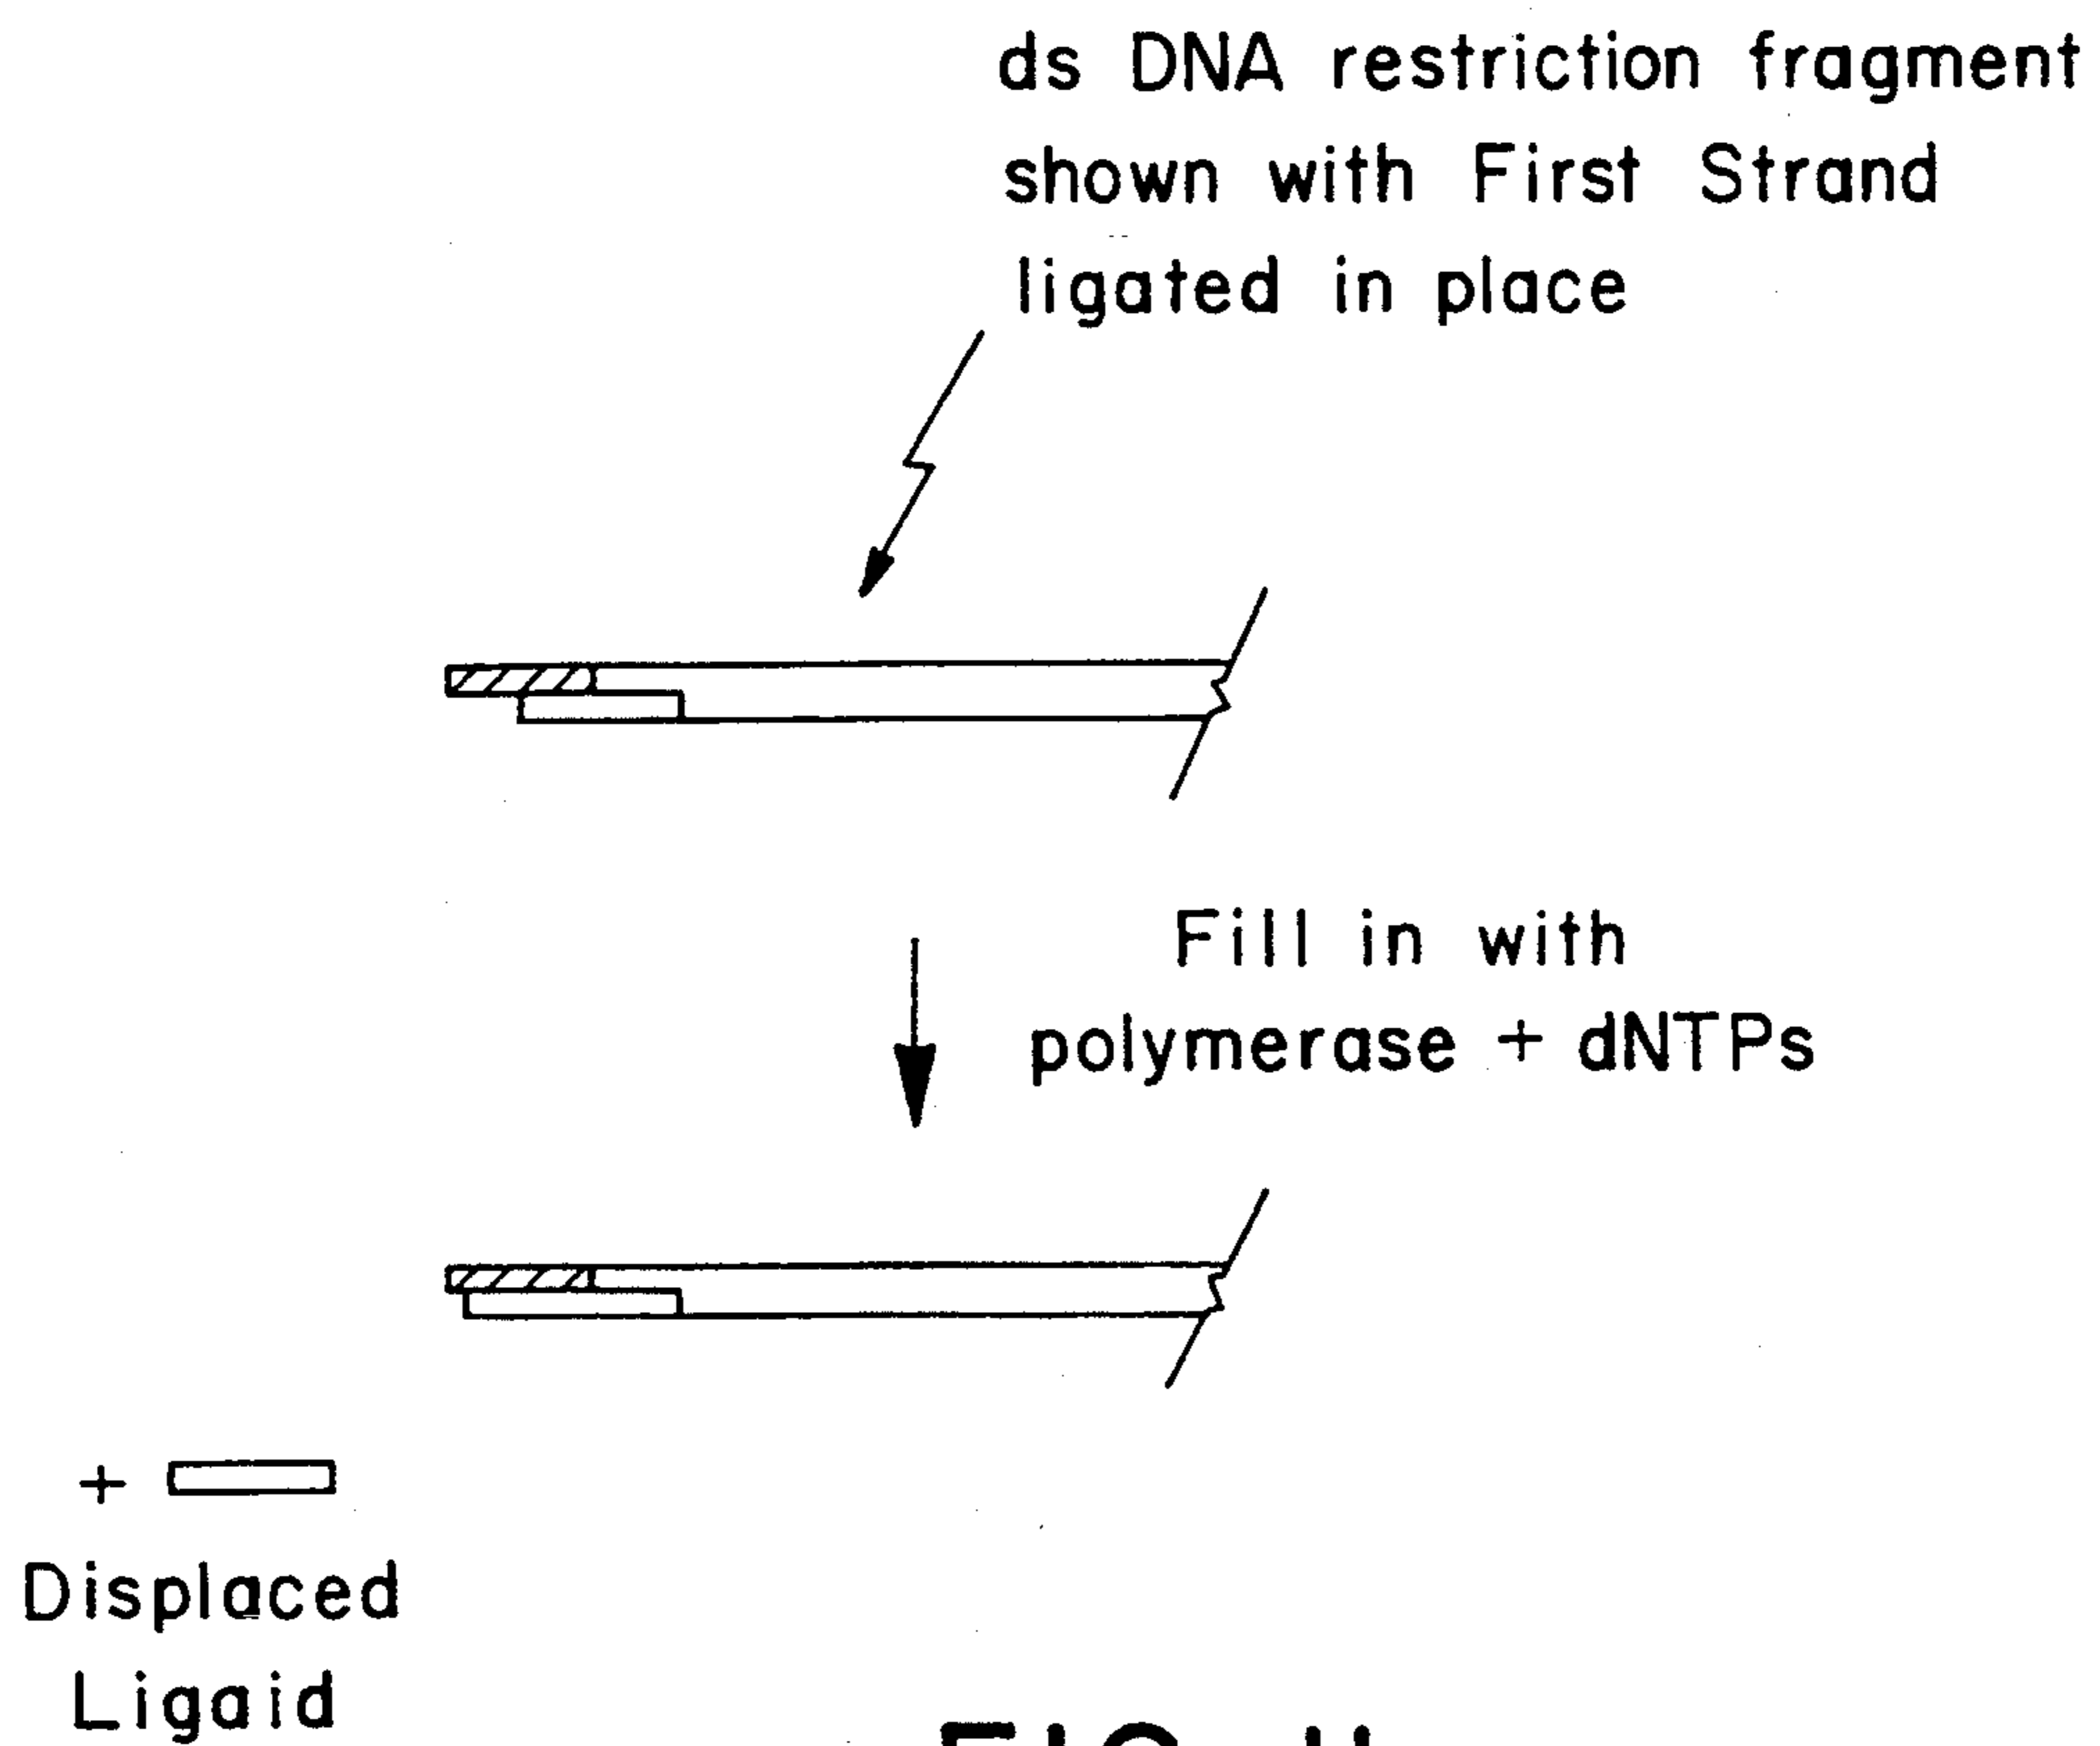 ds DNA restriction fragment
shown with First Strand
ligated in place
Fill in with
polymerase + dNTPs
+
Displaced
Ligaid